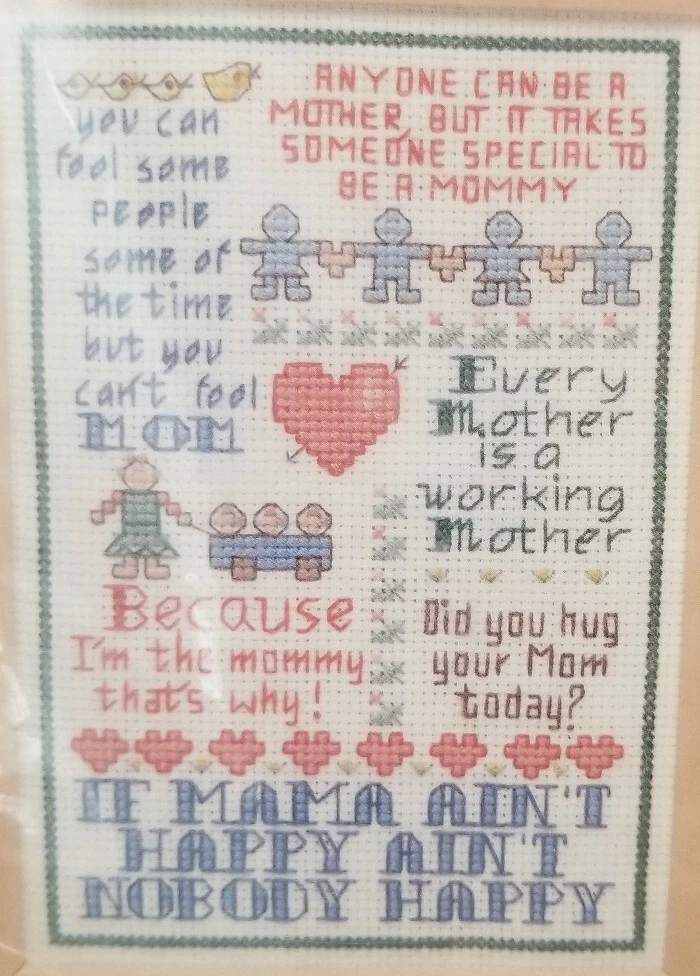 you can
fool some
people
some of
the time
but you
can't fool
MOM
ANYONE CAN BE A
MOTHER, BUT IT TAKES
SOMEONE SPECIAL TO
BE A MOMMY
Every
Mother
is a
working
Mother
Because
I'm the mommy
that's why!
Did you hug
your Mom
today?
IF MAMA AIN'T
HAPPY AIN'T
NOBODY HAPPY